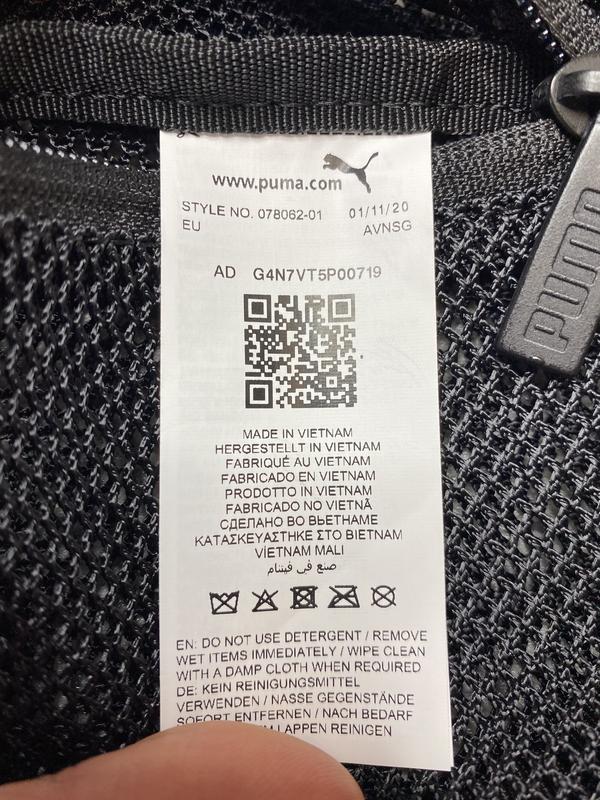 www.puma.com
STYLE NO. 078062-01 01/11/20
EU AVNSG
AD G4N7VT5P00719
MADE IN VIETNAM
HERGESTELLT IN VIETNAM
FABRIQUÉ AU VIETNAM
FABRICADO EN VIETNAM
PRODOTTO IN VIETNAM
FABRICADO NO VIETNÃ
СДЕЛАНО ВО ВЬЕТНАМЕ
ΚΑΤΑΣΚΕΥΑΣΤΗΚΕ ΣΤΟ ΒΙΕΤΝΑΜ
VİETNAM MALI
صنع في فيتنام
EN: DO NOT USE DETERGENT / REMOVE
WET ITEMS IMMEDIATELY / WIPE CLEAN
WITH A DAMP CLOTH WHEN REQUIRED
DE: KEIN REINIGUNGSMITTEL
VERWENDEN / NASSE GEGENSTÄNDE
SOFORT ENTFERNEN / NACH BEDARF
LAPPEN REINIGEN
PUMA